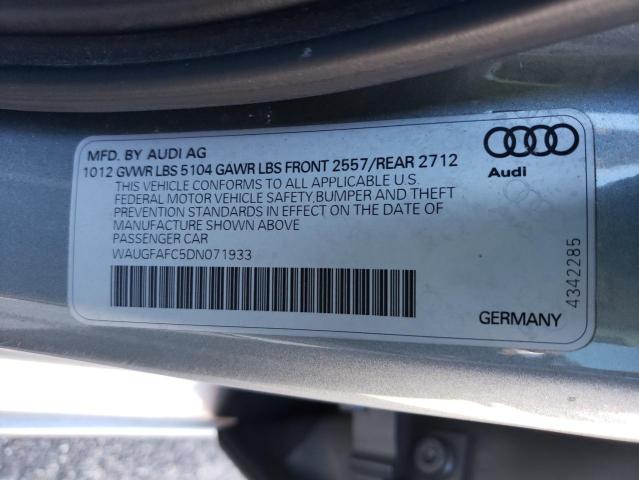 MFD. BY AUDI AG
1012 GVWR LBS 5104 GAWR LBS FRONT 2557/REAR 2712
THIS VEHICLE CONFORMS TO ALL APPLICABLE U.S.
FEDERAL MOTOR VEHICLE SAFETY,BUMPER AND THEFT
PREVENTION STANDARDS IN EFFECT ON THE DATE OF
MANUFACTURE SHOWN ABOVE
PASSENGER CAR
WAUGFAFC5DN071933
Audi
4342285
GERMANY